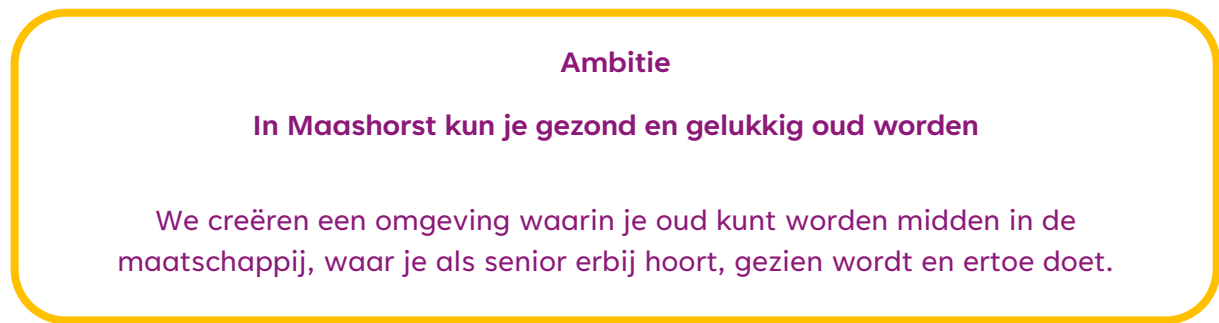 Ambitie
In Maashorst kun je gezond en gelukkig oud worden
We creëren een omgeving waarin je oud kunt worden midden in de
maatschappij, waar je als senior erbij hoort, gezien wordt en ertoe doet.